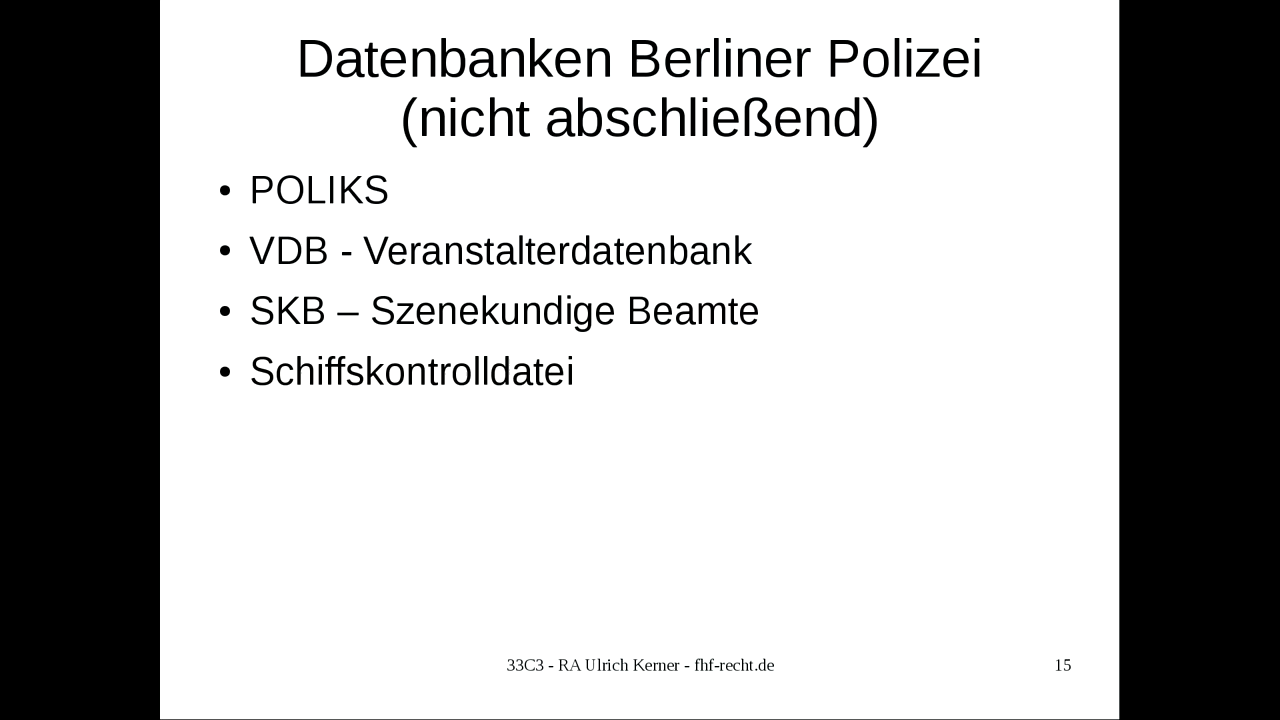 Datenbanken Berliner Polizei
(nicht abschließend)
• POLIKS
• VDB - Veranstalterdatenbank
• SKB – Szenekundige Beamte
• Schiffskontrolldatei
33C3 - RA Ulrich Kerner - fhf-recht.de
15